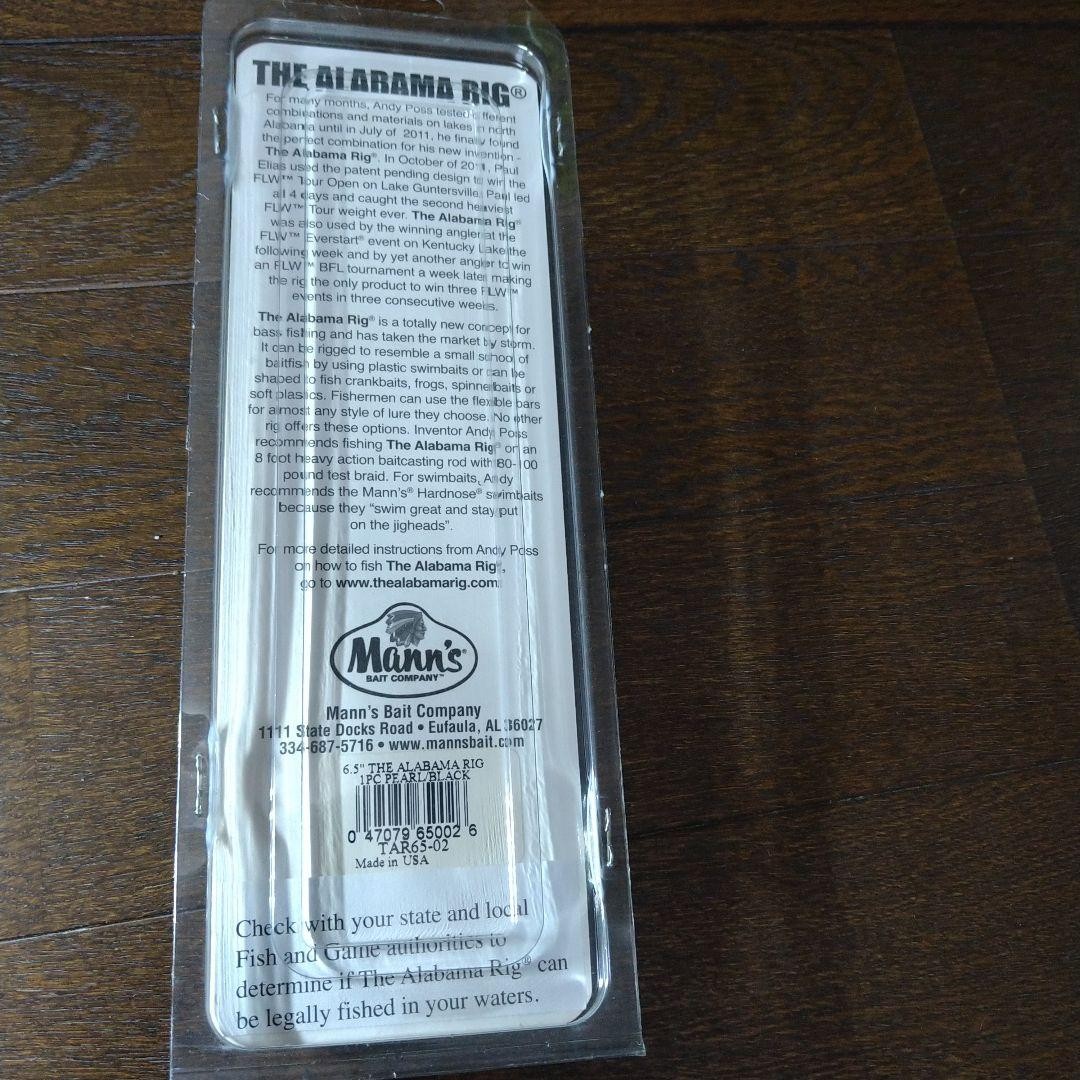 THE ALABAMA RIG®
For many months, Andy Poss tested different
combinations and materials on lakes in north
Alabama until in July of 2011, he finally found
the perfect combination for his new invention -
The Alabama Rig®. In October of 2011, Paul
Elias used the patent pending design to win the
FLW™ Tour Open on Lake Guntersville. Paul led
all 4 days and caught the second heaviest
FLW™ Tour weight ever. The Alabama Rig®
was also used by the winning angler at the
FLW™ Everstart® event on Kentucky Lake the
following week and by yet another angler to win
an FLW™ BFL tournament a week later making
the rig the only product to win three FLW™
events in three consecutive weeks.
The Alabama Rig® is a totally new concept for
bass fishing and has taken the market by storm.
It can be rigged to resemble a small school of
baitfish by using plastic swimbaits or can be
shaped to fish crankbaits, frogs, spinnerbaits or
soft plastics. Fishermen can use the flexible bars
for almost any style of lure they choose. No other
rig offers these options. Inventor Andy Poss
recommends fishing The Alabama Rig® on an
8 foot heavy action baitcasting rod with 80-100
pound test braid. For swimbaits, Andy
recommends the Mann's® Hardnose® swimbaits
because they "swim great and stay put
on the jigheads".
For more detailed instructions from Andy Poss
on how to fish The Alabama Rig®,
go to www.thealabamarig.com
Mann's®
BAIT COMPANY™
Mann's Bait Company
1111 State Docks Road • Eufaula, AL 36027
334-687-5716 • www.mannsbait.com
6.5" THE ALABAMA RIG
1PC PEARL/BLACK
0 47079 65002 6
TAR65-02
Made in USA
Check with your state and local
Fish and Game authorities to
determine if The Alabama Rig® can
be legally fished in your waters.